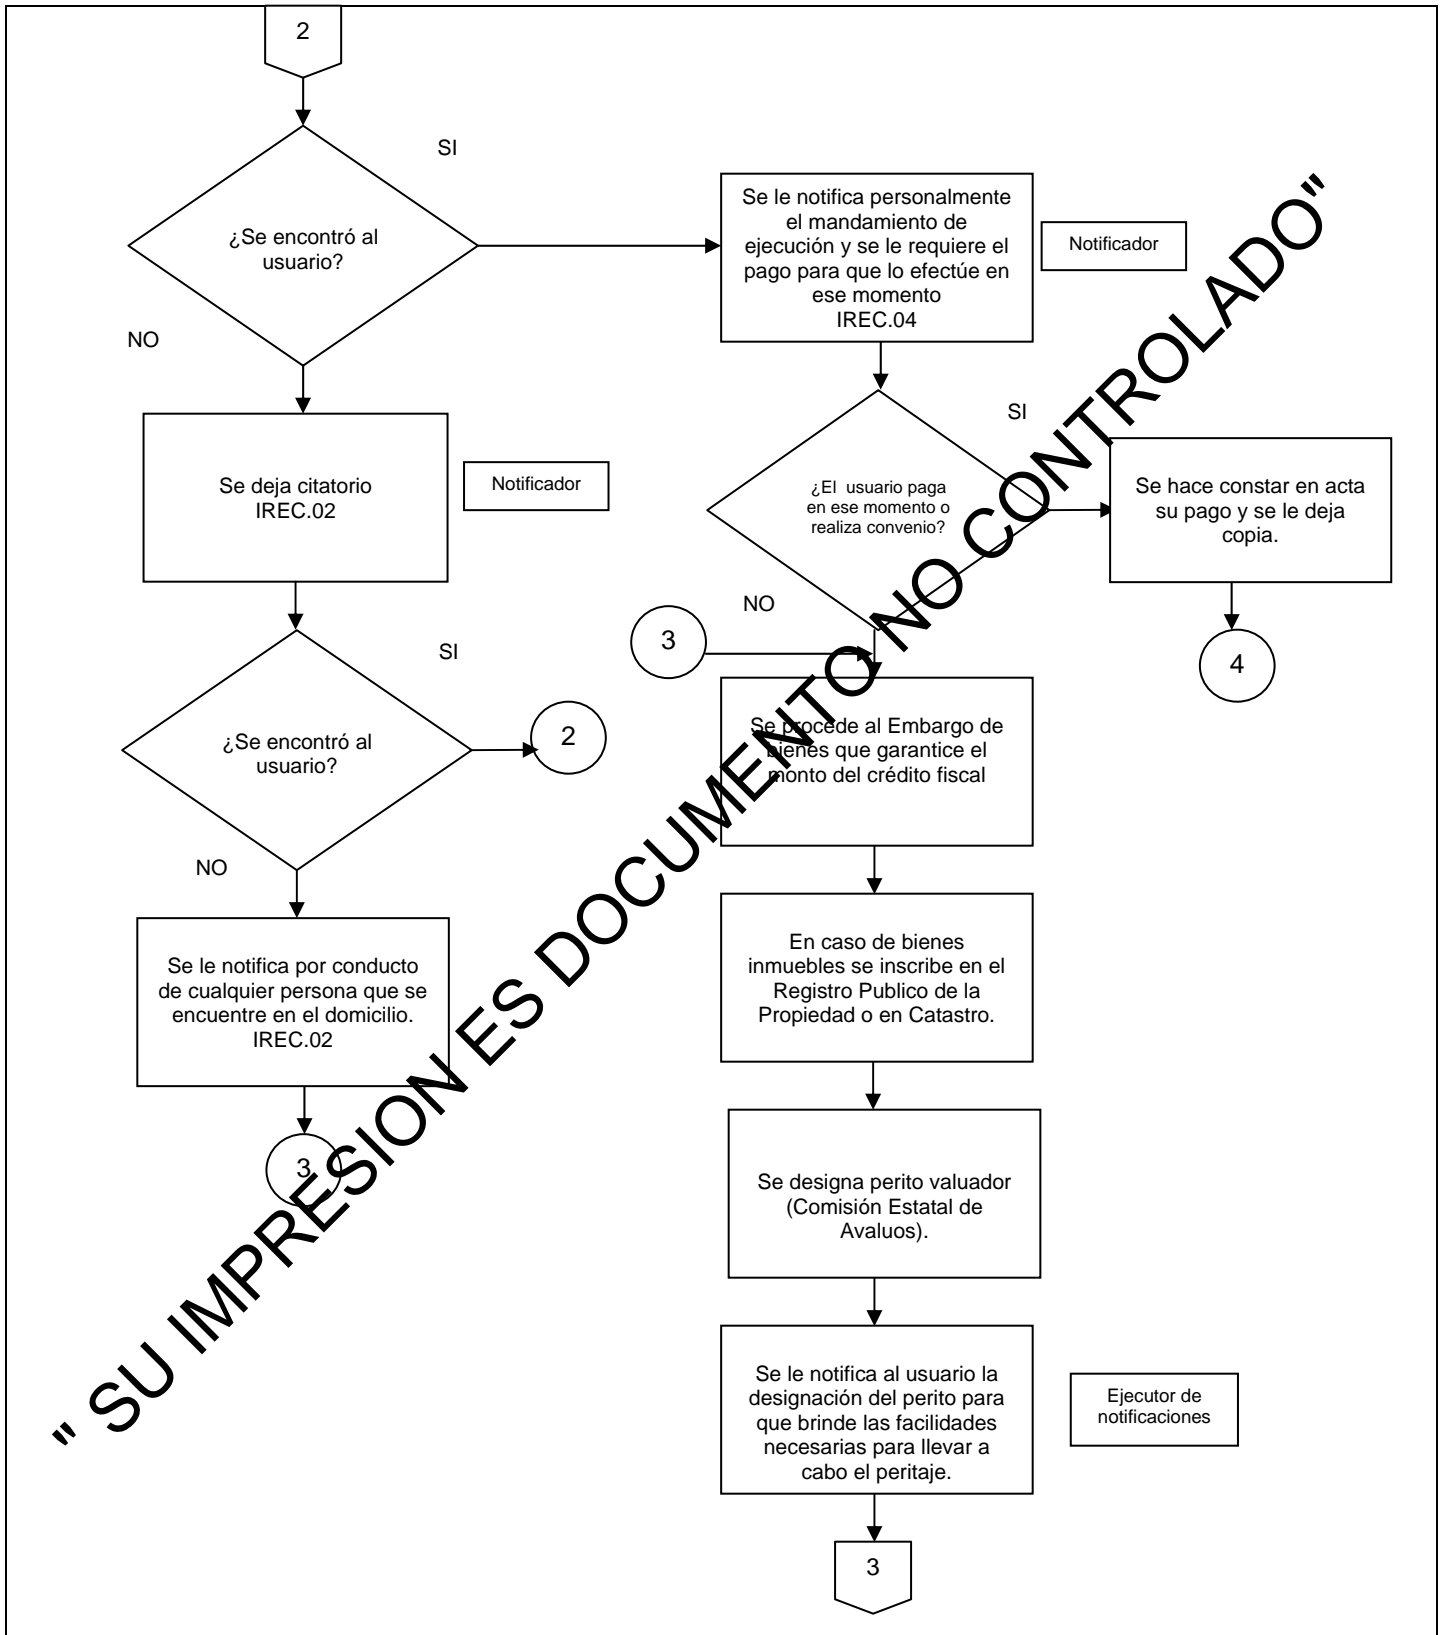 2
SI
¿Se encontró al
usuario?
NO
Se le notifica personalmente
el mandamiento de
ejecución y se le requiere el
pago para que lo efectúe en
ese momento
IREC.04
Notificador
Se deja citatorio
IREC.02
Notificador
SI
¿El usuario paga
en ese momento o
realiza convenio?
NO
Se hace constar en acta
su pago y se le deja
copia.
4
3
SI
¿Se encontró al
usuario?
2
NO
Se procede al Embargo de
bienes que garantice el
monto del crédito fiscal
Se le notifica por conducto
de cualquier persona que se
encuentre en el domicilio.
IREC.02
3
En caso de bienes
inmuebles se inscribe en el
Registro Publico de la
Propiedad o en Catastro.
Se designa perito valuador
(Comisión Estatal de
Avaluos).
Se le notifica al usuario la
designación del perito para
que brinde las facilidades
necesarias para llevar a
cabo el peritaje.
Ejecutor de
notificaciones
3
" SU IMPRESION ES DOCUMENTO NO CONTROLADO"